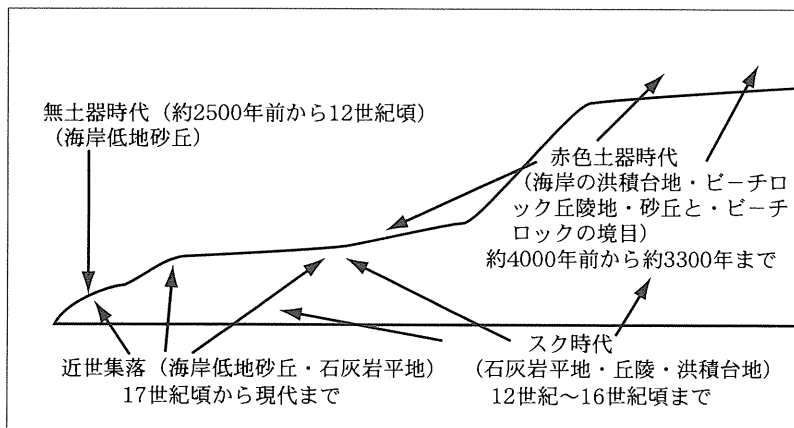 無土器時代（約2500年前から12世紀頃）
（海岸低地砂丘）
赤色土器時代
（海岸の洪積台地・ビーチロ
ック丘陵地・砂丘と・ビーチ
ロックの境目）
約4000年前から約3300年まで
近世集落（海岸低地砂丘・石灰岩平地）
17世紀頃から現代まで
スク時代
（石灰岩平地・丘陵・洪積台地）
12世紀〜16世紀頃まで